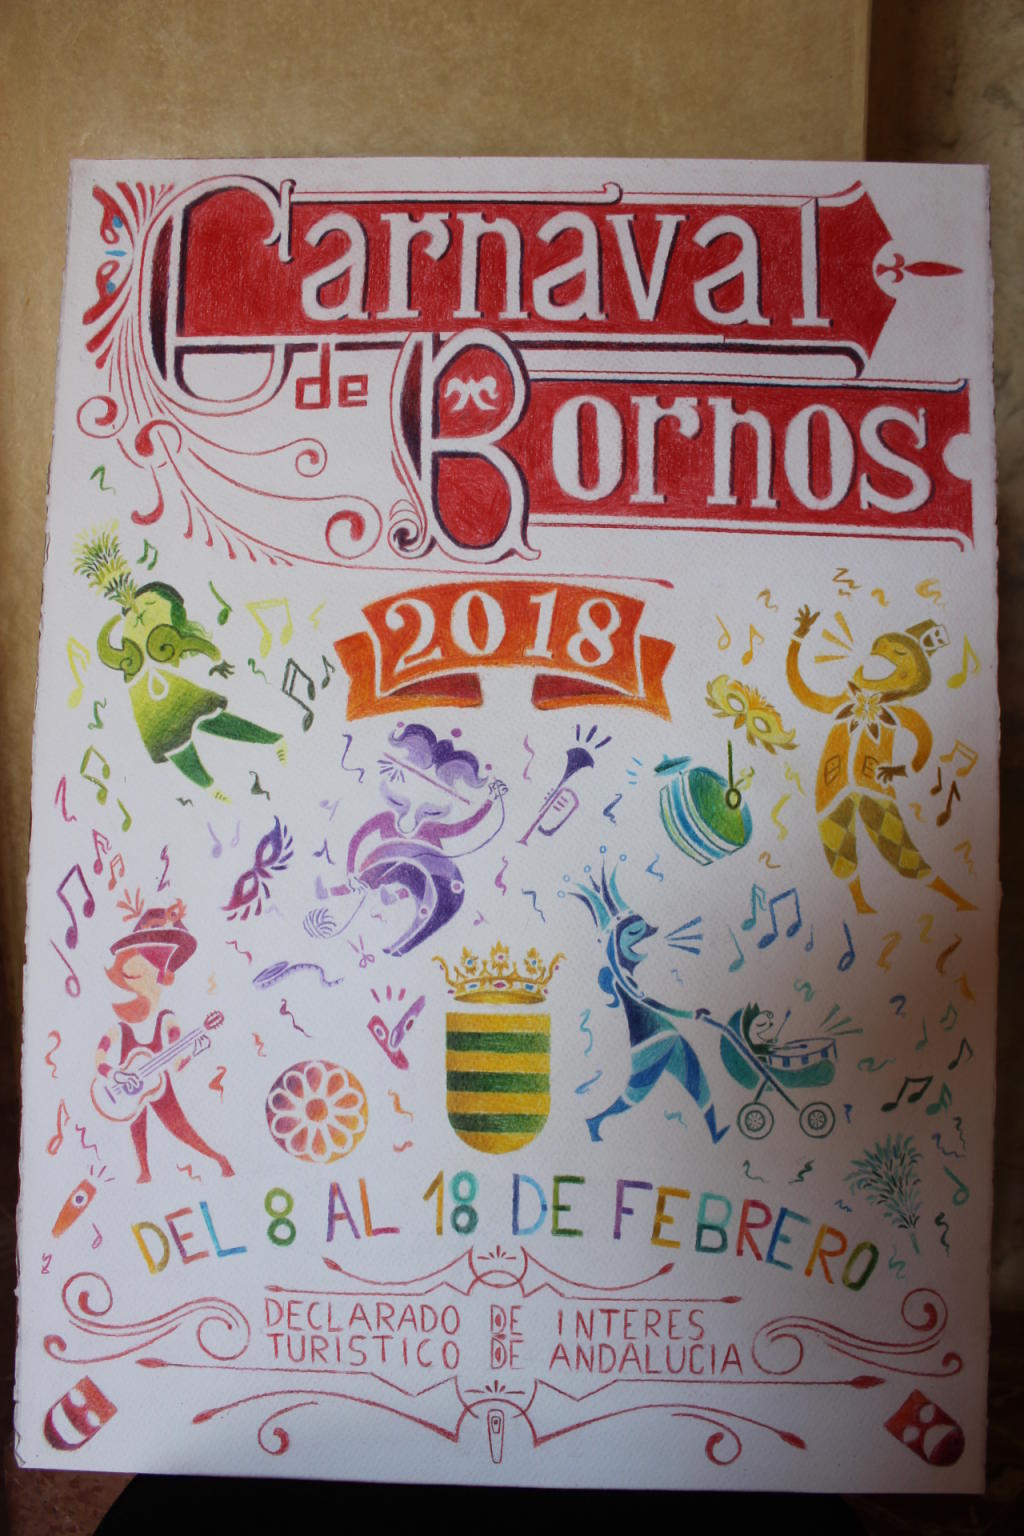 Carnaval
de Bornos
2018
DEL 8 AL 18 DE FEBRERO
DECLARADO DE INTERES
TURISTICO DE ANDALUCIA